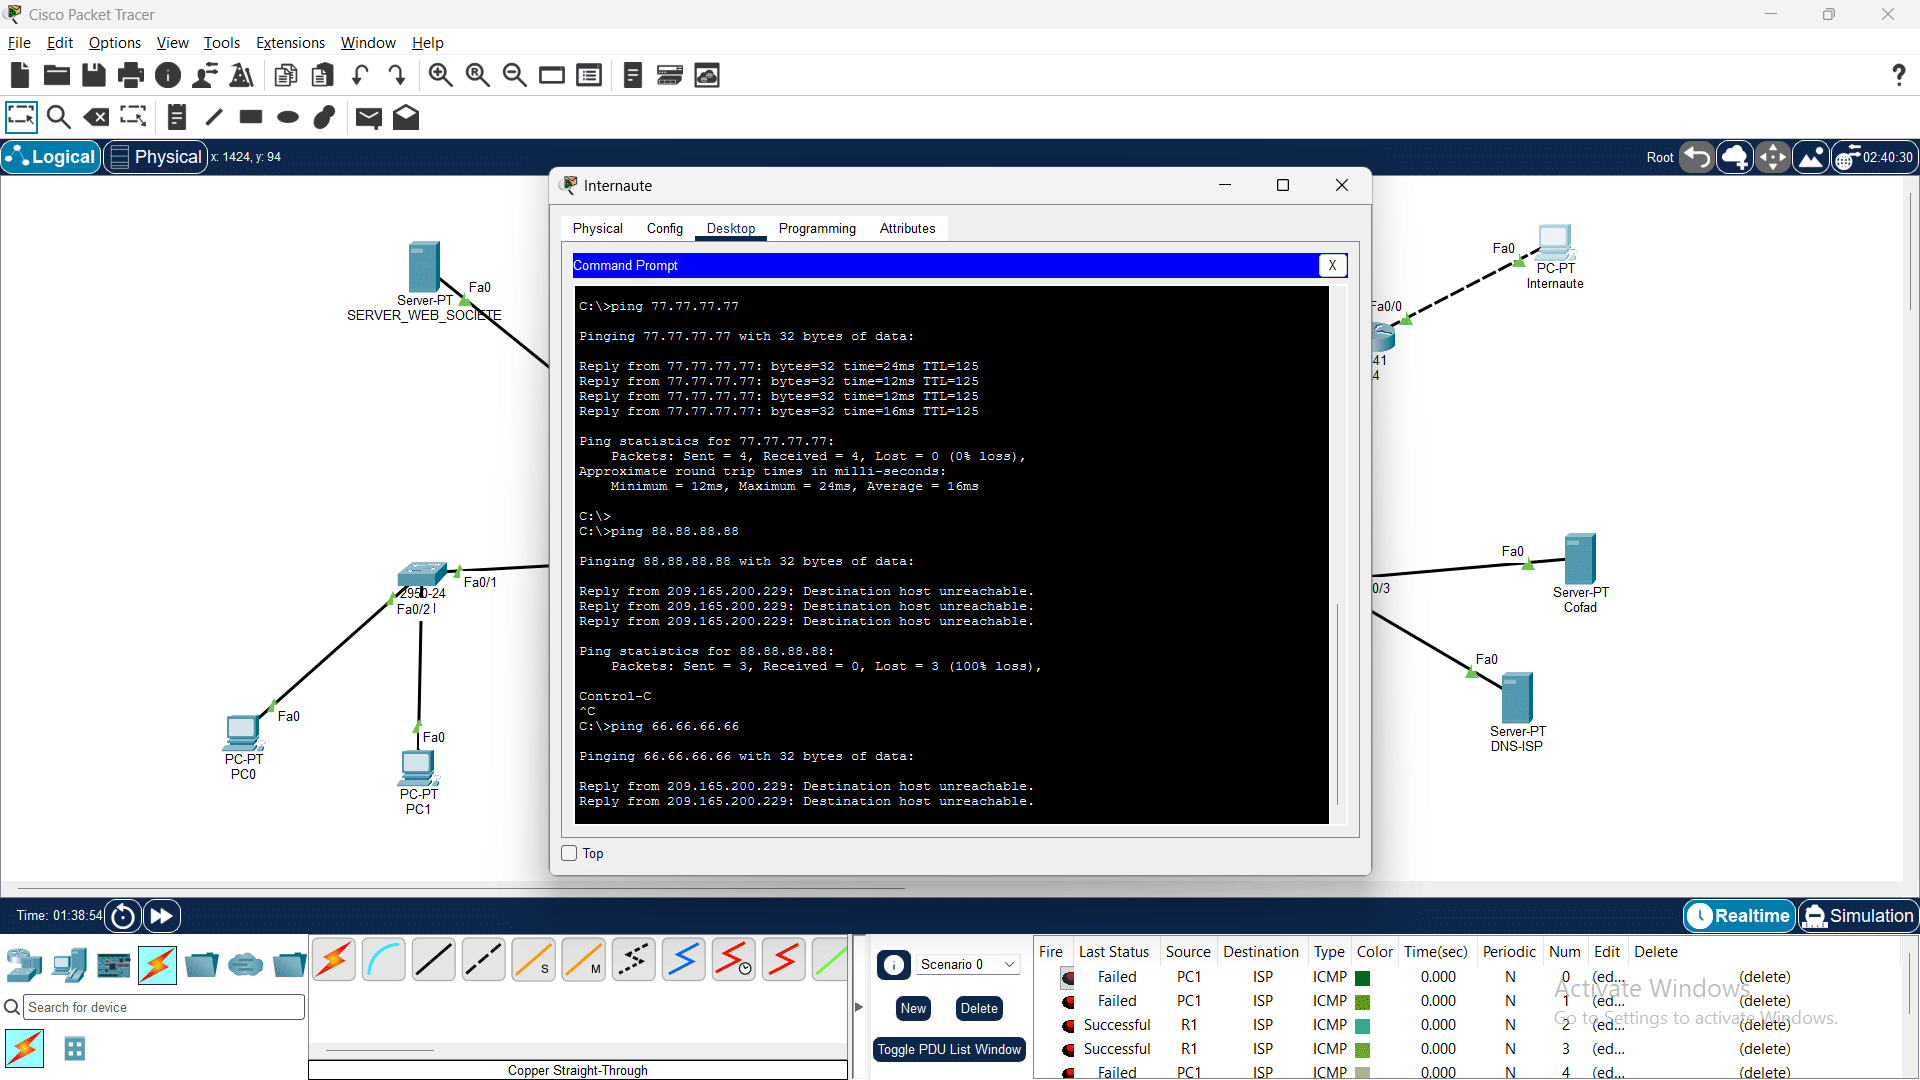 Cisco Packet Tracer
File Edit Options View Tools Extensions Window Help
Logical Physical x: 1424, y: 94 Root 02:40:30
Internaute
Physical Config Desktop Programming Attributes
Command Prompt X
C:\>ping 77.77.77.77
Pinging 77.77.77.77 with 32 bytes of data:
Reply from 77.77.77.77: bytes=32 time=24ms TTL=125
Reply from 77.77.77.77: bytes=32 time=12ms TTL=125
Reply from 77.77.77.77: bytes=32 time=12ms TTL=125
Reply from 77.77.77.77: bytes=32 time=16ms TTL=125
Ping statistics for 77.77.77.77:
Packets: Sent = 4, Received = 4, Lost = 0 (0% loss),
Approximate round trip times in milli-seconds:
Minimum = 12ms, Maximum = 24ms, Average = 16ms
C:\>
C:\>ping 88.88.88.88
Pinging 88.88.88.88 with 32 bytes of data:
Reply from 209.165.200.229: Destination host unreachable.
Reply from 209.165.200.229: Destination host unreachable.
Reply from 209.165.200.229: Destination host unreachable.
Ping statistics for 88.88.88.88:
Packets: Sent = 3, Received = 0, Lost = 3 (100% loss),
Control-C
^C
C:\>ping 66.66.66.66
Pinging 66.66.66.66 with 32 bytes of data:
Reply from 209.165.200.229: Destination host unreachable.
Reply from 209.165.200.229: Destination host unreachable.
Top
Fa0
Server-PT
SERVER_WEB_SOCIETE
2950-24
Fa0/1
Fa0/2
Fa0
PC-PT
PC0
Fa0
PC-PT
PC1
Fa0
PC-PT
Internaute
Fa0/0
41
4
Fa0
0/3
Server-PT
Cofad
Fa0
Server-PT
DNS-ISP
Time: 01:38:54 Realtime Simulation
Search for device
S
M
Copper Straight-Through
Scenario 0
New Delete
Toggle PDU List Window
Fire Last Status Source Destination Type Color Time(sec) Periodic Num Edit Delete
Failed PC1 ISP ICMP 0.000 N 0 (ed... (delete)
Failed PC1 ISP ICMP 0.000 N 1 (ed... (delete)
Successful R1 ISP ICMP 0.000 N 2 (ed... (delete)
Successful R1 ISP ICMP 0.000 N 3 (ed... (delete)
Failed PC1 ISP ICMP 0.000 N 4 (ed... (delete)
Activate Windows
Go to Settings to activate Windows.